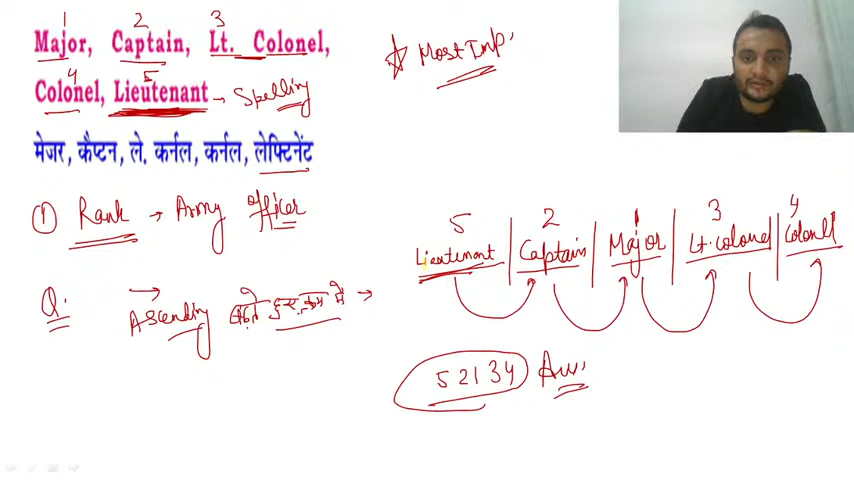 1 2 3
Major, Captain, Lt. Colonel,
4 5
Colonel, Lieutenant → Spelling
मेजर, कैप्टन, ले. कर्नल, कर्नल, लेफ्टिनेंट
Most Imp.
① Rank → Army officer
Q. Ascending
5 2 1 3 4
Lieutenant | Captain | Major | Lt. colonel | Colonel
52134 Ans.